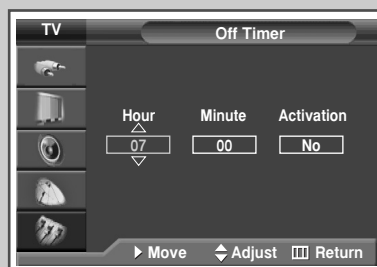 TV
Off Timer
Hour Minute Activation
07 00 No
Move Adjust Return